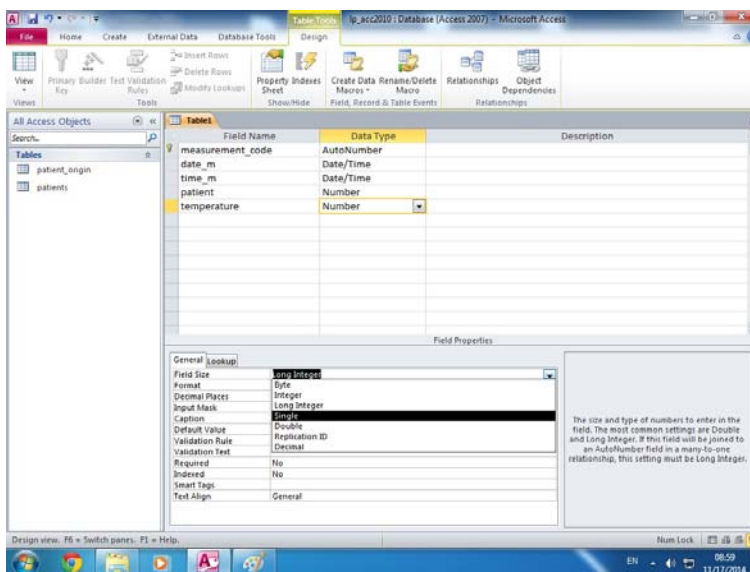 Table Tools lp_acc2010 : Database (Access 2007) - Microsoft Access
File Home Create External Data Database Tools Design
View Primary Key Builder Test Validation Rules Insert Rows Delete Rows Modify Lookups Property Sheet Indexes Create Data Macros Rename/Delete Macro Relationships Object Dependencies
Views Tools Show/Hide Field, Record & Table Events Relationships
All Access Objects
Search...
Tables
patient_origin
patients
Table1
Field Name Data Type Description
measurement_code AutoNumber
date_m Date/Time
time_m Date/Time
patient Number
temperature Number
Field Properties
General Lookup
Field Size Long Integer
Format Byte
Decimal Places Integer
Input Mask Long Integer
Caption Single
Default Value Double
Validation Rule Replication ID
Validation Text Decimal
Required No
Indexed No
Smart Tags
Text Align General
The size and type of numbers to enter in the
field. The most common settings are Double
and Long Integer. If this field will be joined to
an AutoNumber field in a many-to-one
relationship, this setting must be Long Integer.
Design view. F6 = Switch panes. F1 = Help.
Num Lock
EN 08:59
11/17/2014